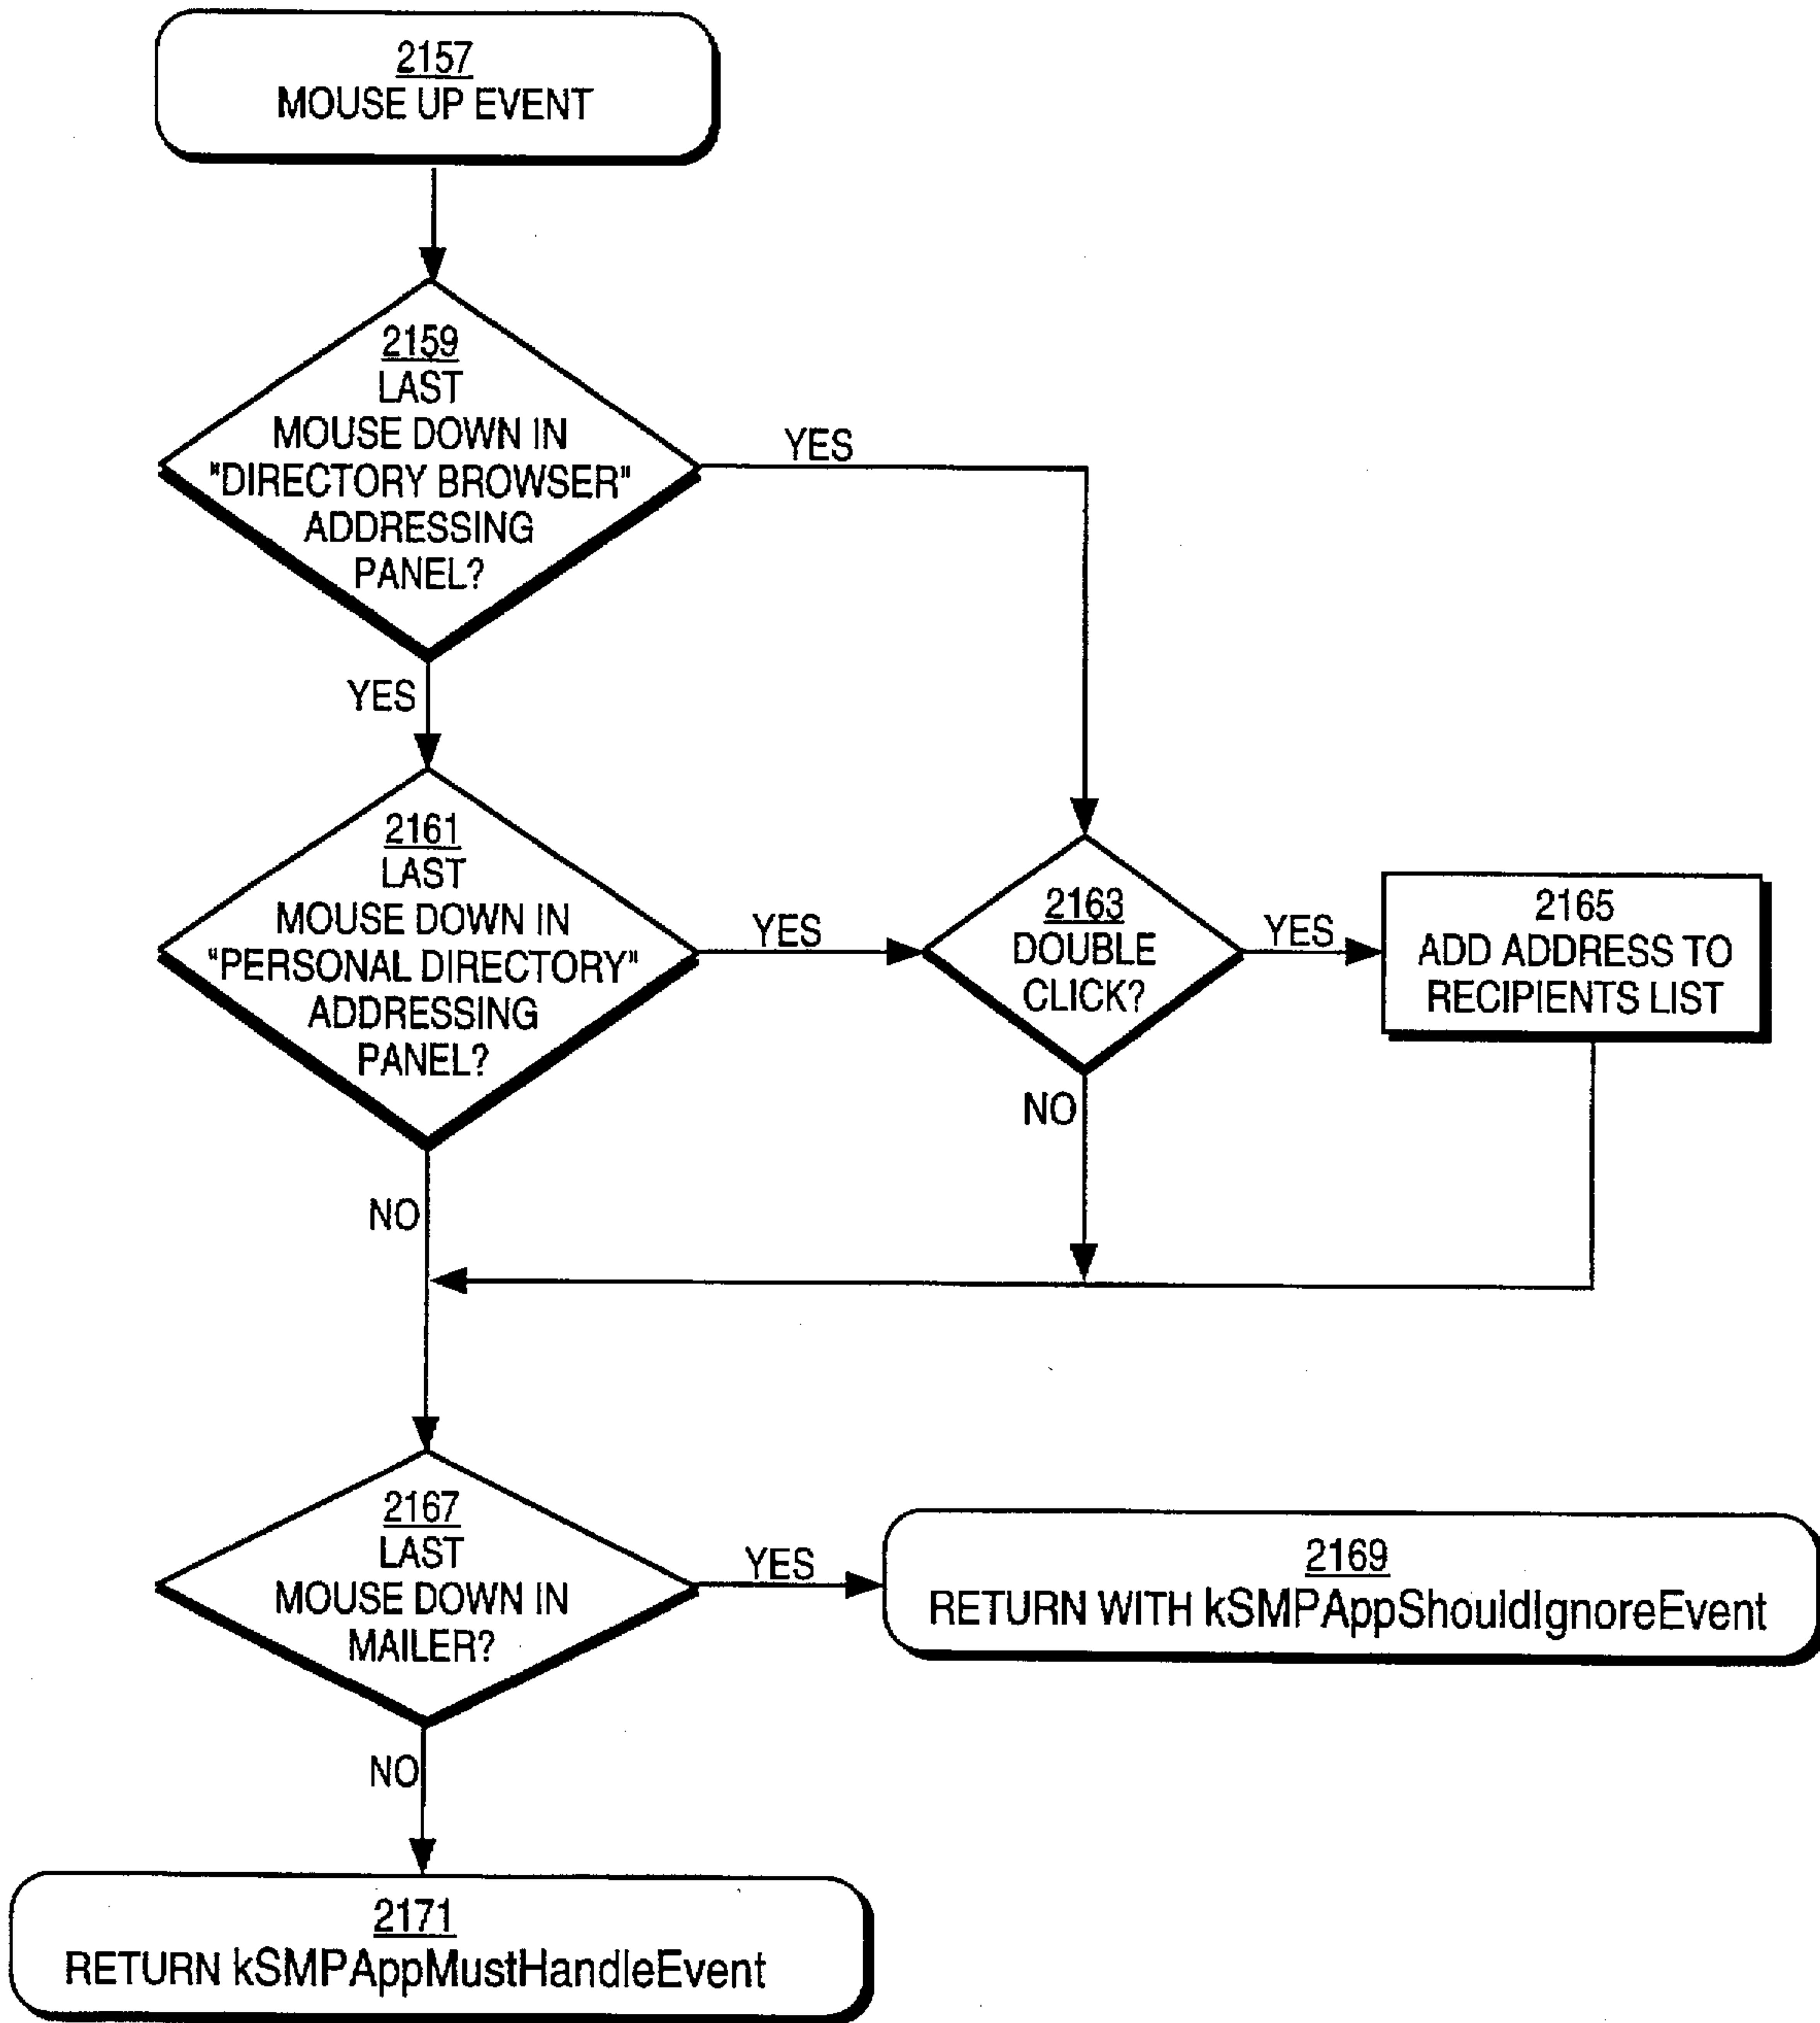 2157
MOUSE UP EVENT
2159
LAST
MOUSE DOWN IN
"DIRECTORY BROWSER"
ADDRESSING
PANEL?
YES
YES
2161
LAST
MOUSE DOWN IN
"PERSONAL DIRECTORY"
ADDRESSING
PANEL?
YES
2163
DOUBLE
CLICK?
YES
2165
ADD ADDRESS TO
RECIPIENTS LIST
NO
NO
2167
LAST
MOUSE DOWN IN
MAILER?
YES
2169
RETURN WITH kSMPAppShouldIgnoreEvent
NO
2171
RETURN kSMPAppMustHandleEvent